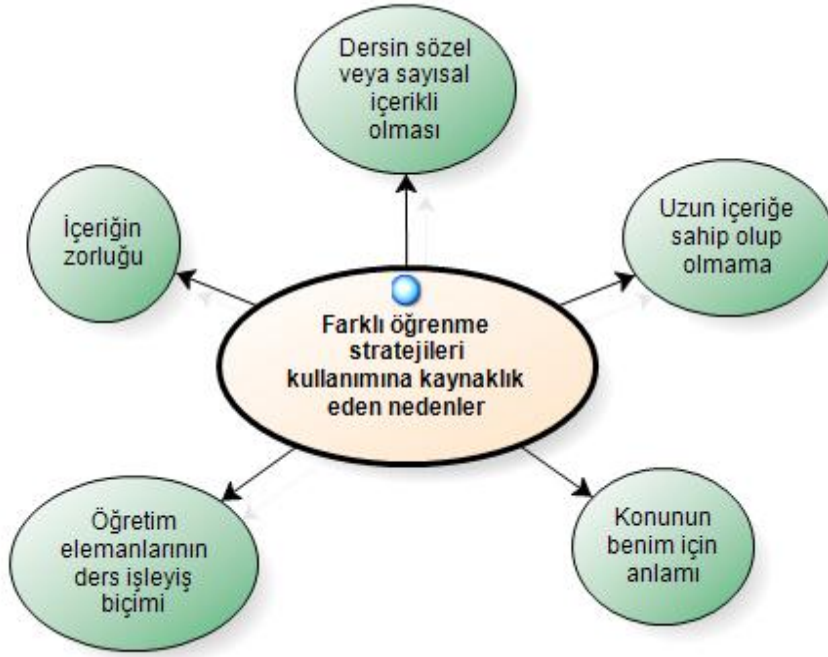 Dersin sözel
veya sayısal
içerikli
olması
İçeriğin
zorluğu
Uzun içeriğe
sahip olup
olmama
Farklı öğrenme
stratejileri
kullanımına kaynaklık
eden nedenler
Öğretim
elemanlarının
ders işleyiş
biçimi
Konunun
benim için
anlamı